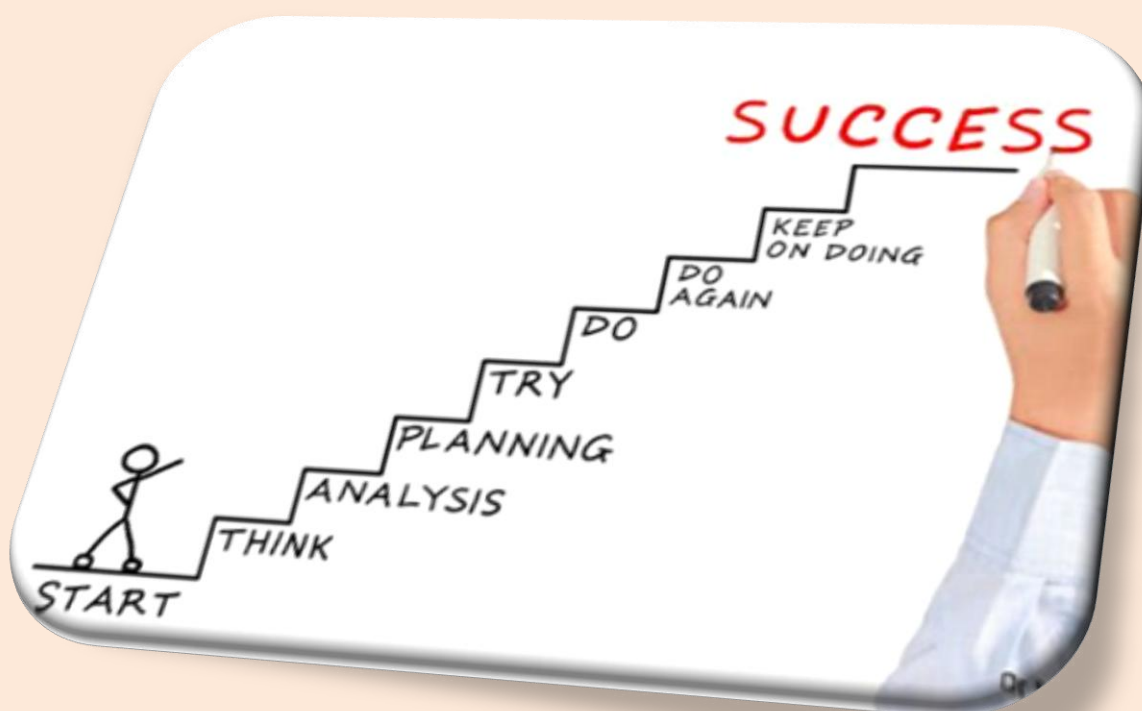 SUCCESS
KEEP
ON DOING
DO
AGAIN
DO
TRY
PLANNING
ANALYSIS
THINK
START